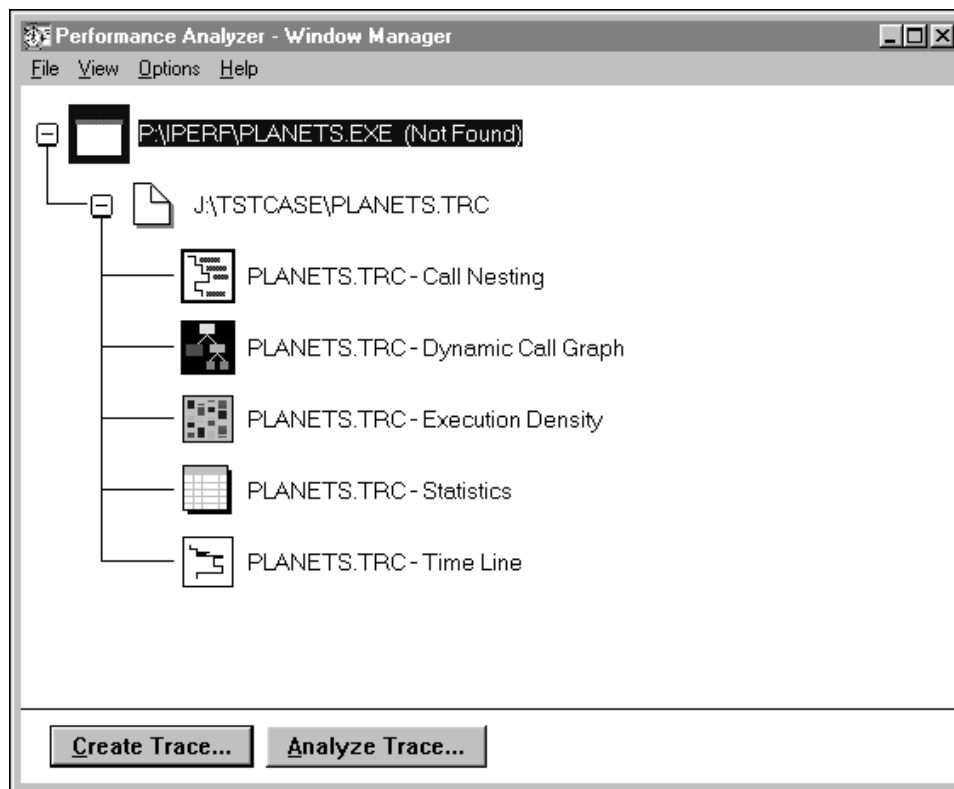 Performance Analyzer - Window Manager
File View Options Help
P:\IPERF\PLANETS.EXE (Not Found)
J:\TSTCASE\PLANETS.TRC
PLANETS.TRC - Call Nesting
PLANETS.TRC - Dynamic Call Graph
PLANETS.TRC - Execution Density
PLANETS.TRC - Statistics
PLANETS.TRC - Time Line
Create Trace... Analyze Trace...